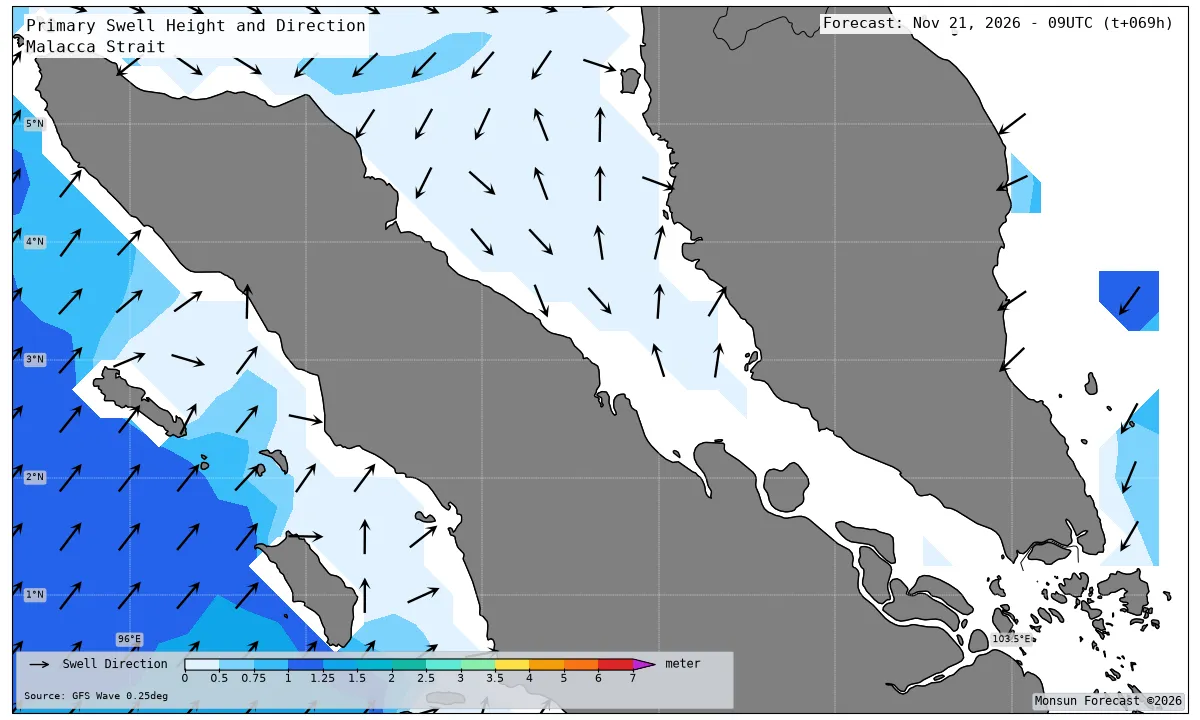 Primary Swell Height and Direction
Malacca Strait
Forecast: Nov 21, 2026 - 09UTC (t+069h)
5°N
4°N
3°N
2°N
1°N
96°E
103.5°E
Swell Direction
0 0.5 0.75 1 1.25 1.5 2 2.5 3 3.5 4 5 6 7
meter
Source: GFS Wave 0.25deg
Monsun Forecast ©2026